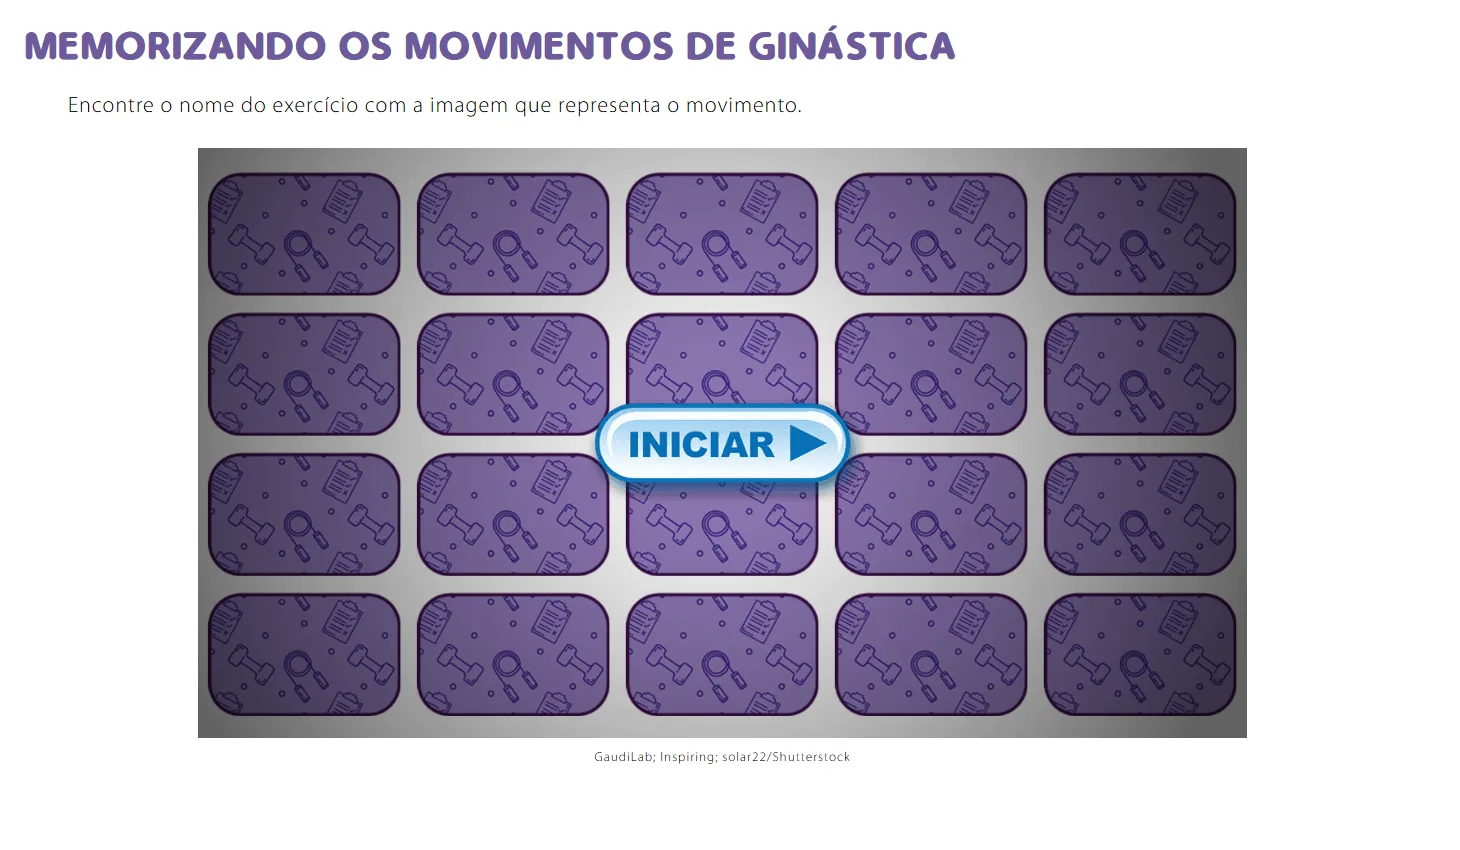 MEMORIZANDO OS MOVIMENTOS DE GINÁSTICA
Encontre o nome do exercício com a imagem que representa o movimento.
INICIAR
GaudiLab; Inspiring; solar22/Shutterstock